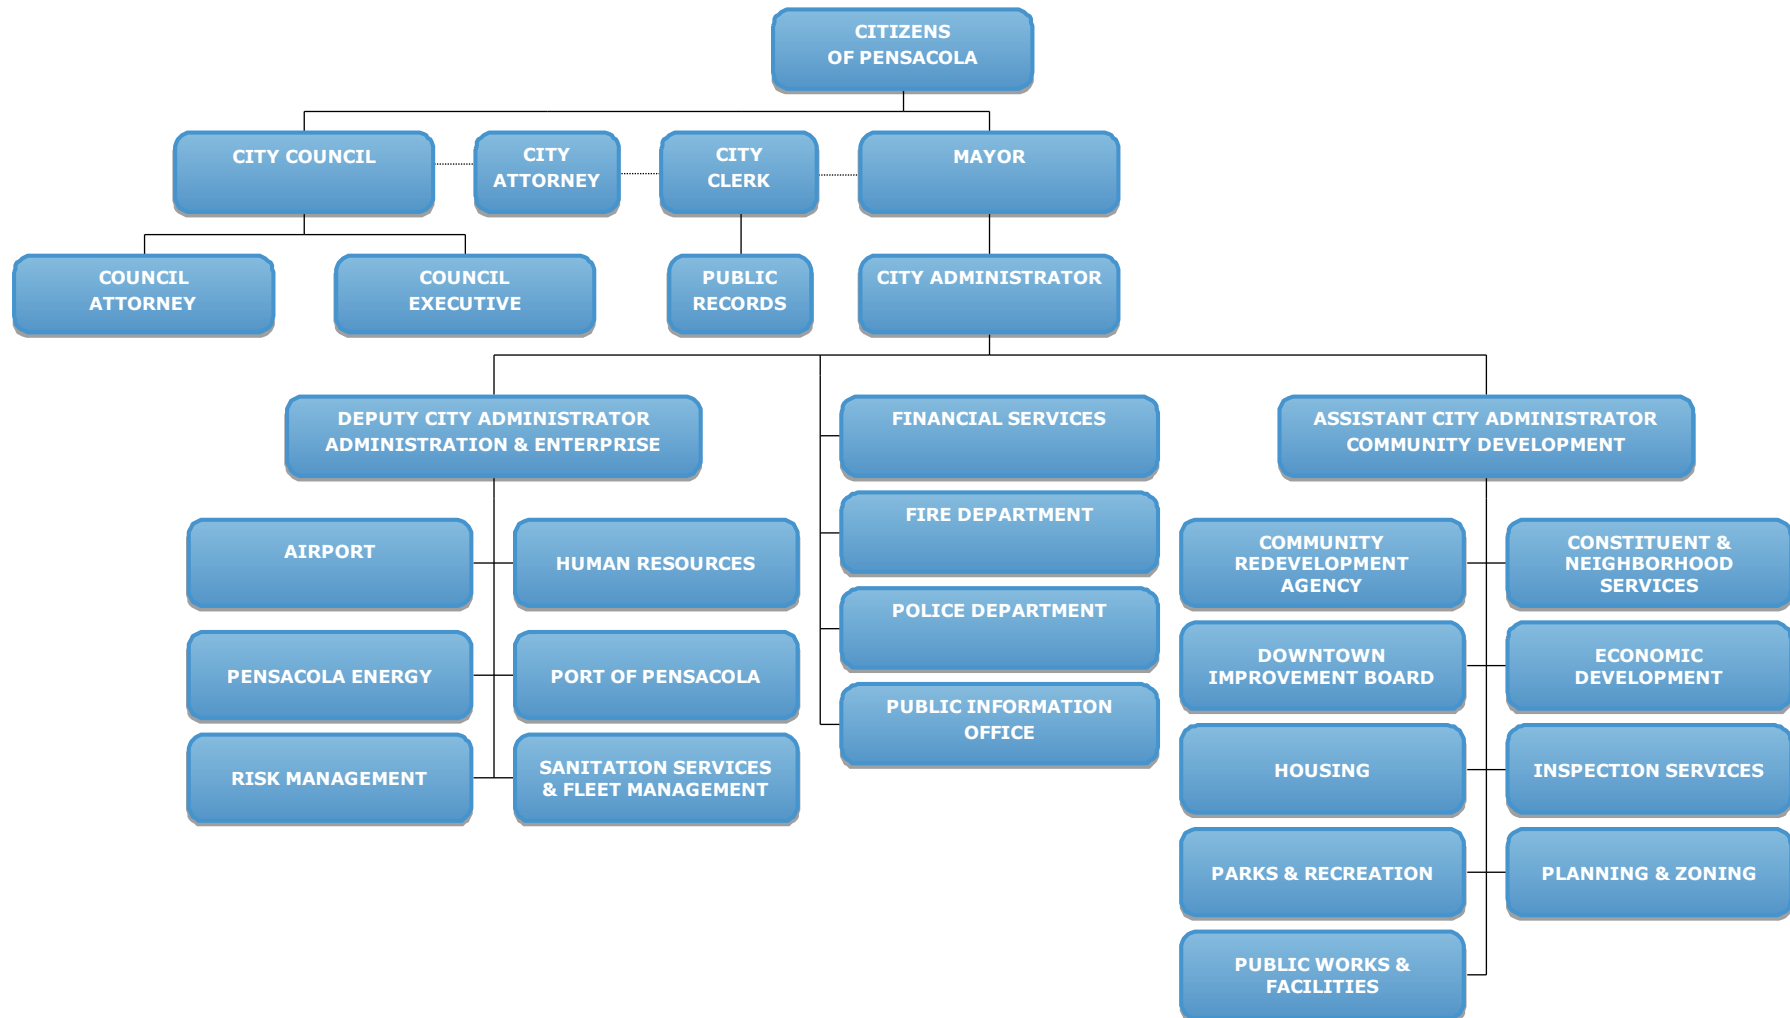 CITIZENS
OF PENSACOLA
CITY COUNCIL
CITY
ATTORNEY
CITY
CLERK
MAYOR
COUNCIL
ATTORNEY
COUNCIL
EXECUTIVE
PUBLIC
RECORDS
CITY ADMINISTRATOR
DEPUTY CITY ADMINISTRATOR
ADMINISTRATION & ENTERPRISE
FINANCIAL SERVICES
ASSISTANT CITY ADMINISTRATOR
COMMUNITY DEVELOPMENT
AIRPORT
HUMAN RESOURCES
PENSACOLA ENERGY
PORT OF PENSACOLA
RISK MANAGEMENT
SANITATION SERVICES
& FLEET MANAGEMENT
FIRE DEPARTMENT
POLICE DEPARTMENT
PUBLIC INFORMATION
OFFICE
COMMUNITY
REDEVELOPMENT
AGENCY
CONSTITUENT &
NEIGHBORHOOD
SERVICES
DOWNTOWN
IMPROVEMENT BOARD
ECONOMIC
DEVELOPMENT
HOUSING
INSPECTION SERVICES
PARKS & RECREATION
PLANNING & ZONING
PUBLIC WORKS &
FACILITIES